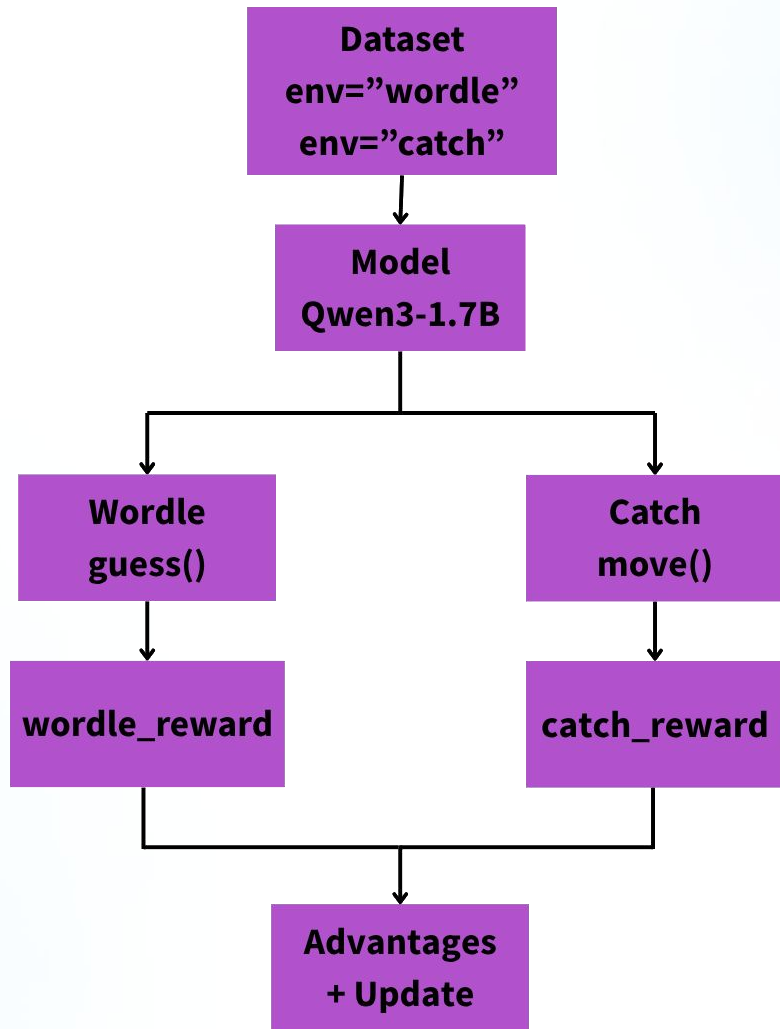 Dataset
env=”wordle”
env=”catch”
Model
Qwen3-1.7B
Wordle
guess()
Catch
move()
wordle_reward
catch_reward
Advantages
+ Update